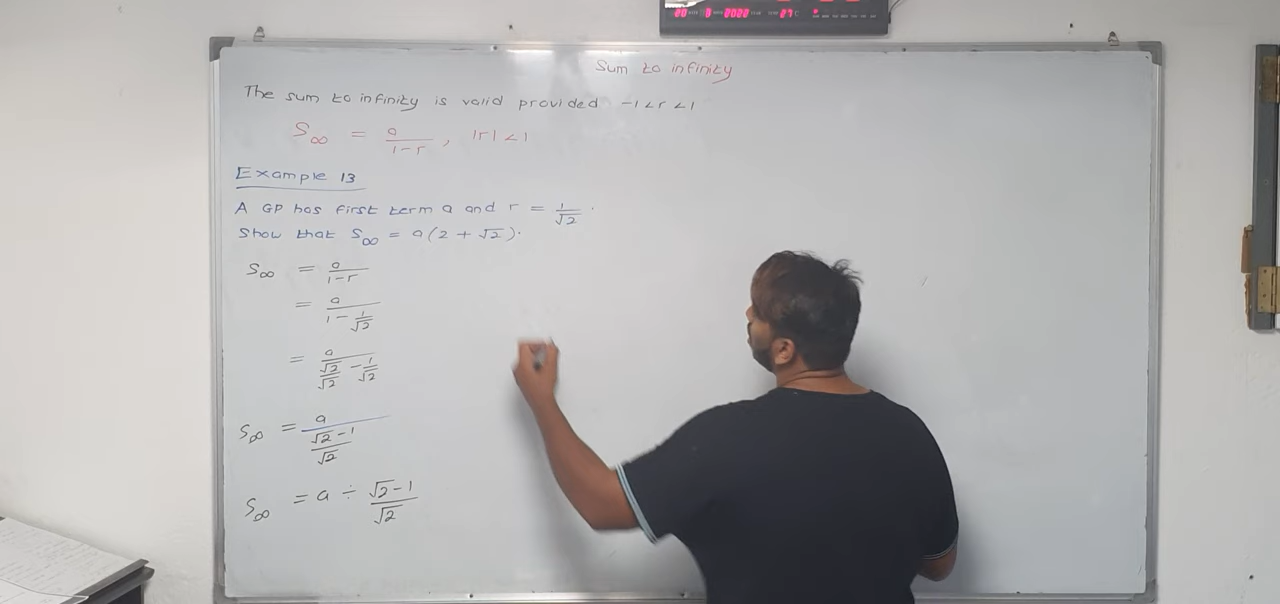 Sum to infinity
The sum to infinity is valid provided -1 < r < 1
S∞ = a/(1-r), |r| < 1
Example 13
A GP has first term a and r = 1/√2.
Show that S∞ = a(2 + √2).
S∞ = a/(1-r)
= a/(1 - 1/√2)
= a/(√2/√2 - 1/√2)
S∞ = a/((√2-1)/√2)
S∞ = a ÷ (√2-1)/√2